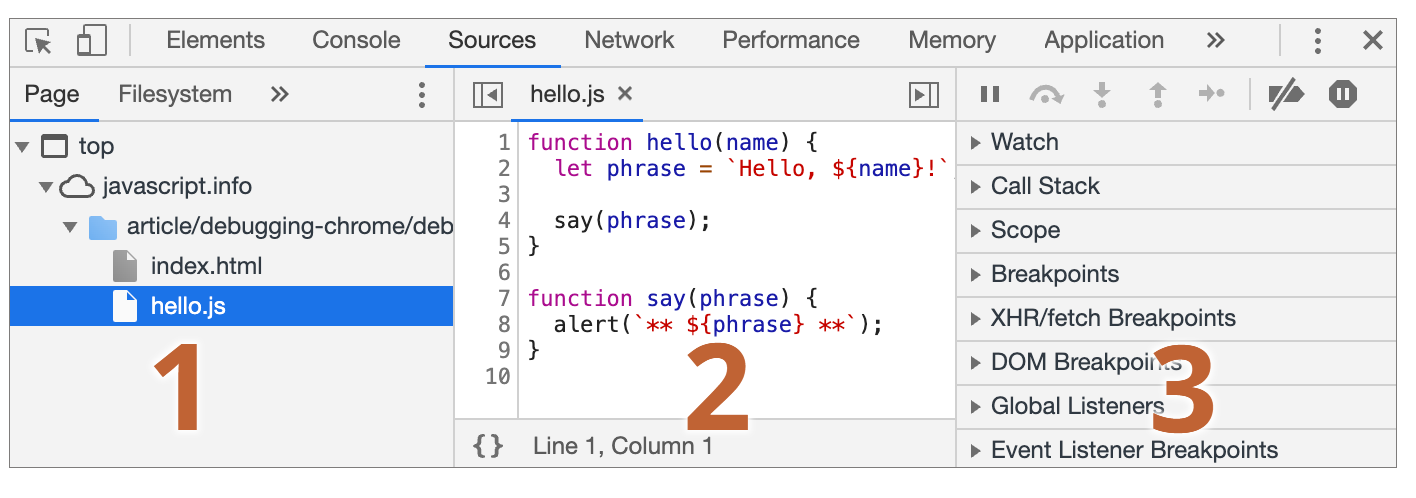 Elements Console Sources Network Performance Memory Application »
Page Filesystem »
top
javascript.info
article/debugging-chrome/deb
index.html
hello.js
1
hello.js ×
1 function hello(name) {
2 let phrase = `Hello, ${name}!`
3
4 say(phrase);
5 }
6
7 function say(phrase) {
8 alert(`** ${phrase} **`);
9 }
10
2
{} Line 1, Column 1
Watch
Call Stack
Scope
Breakpoints
XHR/fetch Breakpoints
DOM Breakpoints
Global Listeners
Event Listener Breakpoints
3